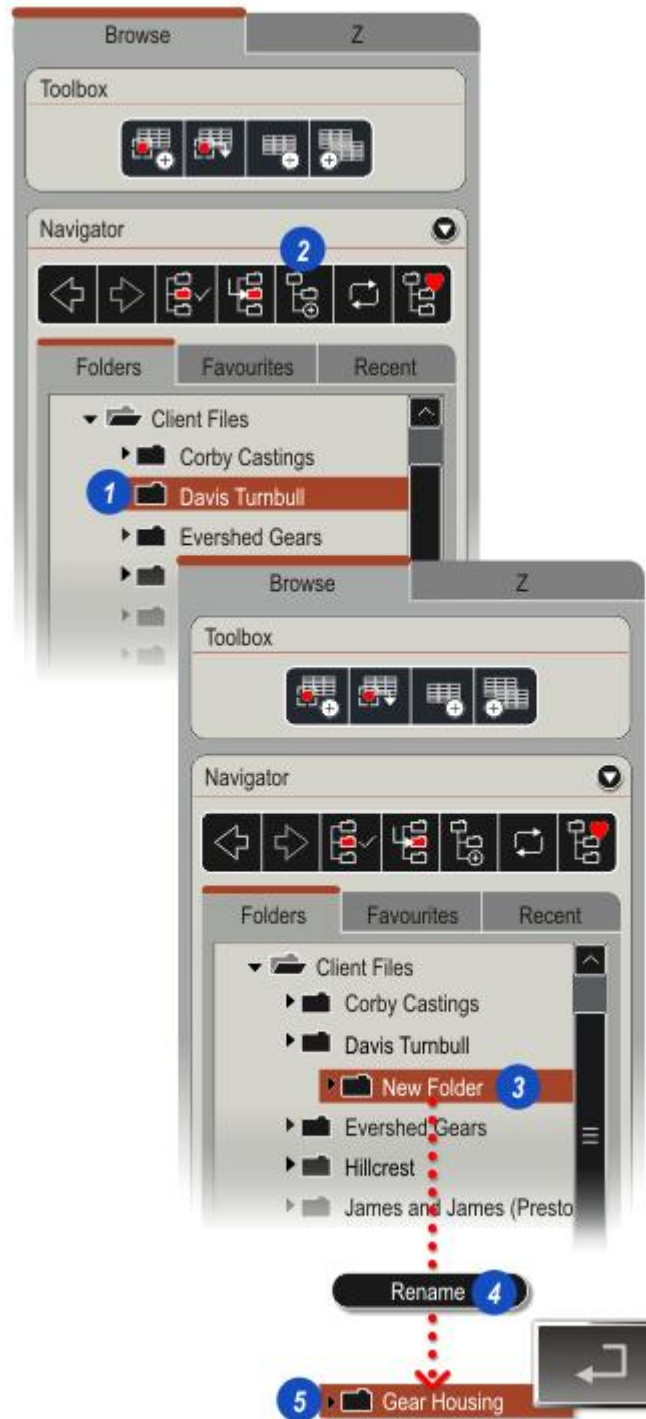 Browse Z
Toolbox
Navigator
2
Folders Favourites Recent
Client Files
Corby Castings
1 Davis Turnbull
Evershed Gears
Browse Z
Toolbox
Navigator
Folders Favourites Recent
Client Files
Corby Castings
Davis Turnbull
New Folder 3
Evershed Gears
Hillcrest
James and James (Presto
Rename 4
5 Gear Housing